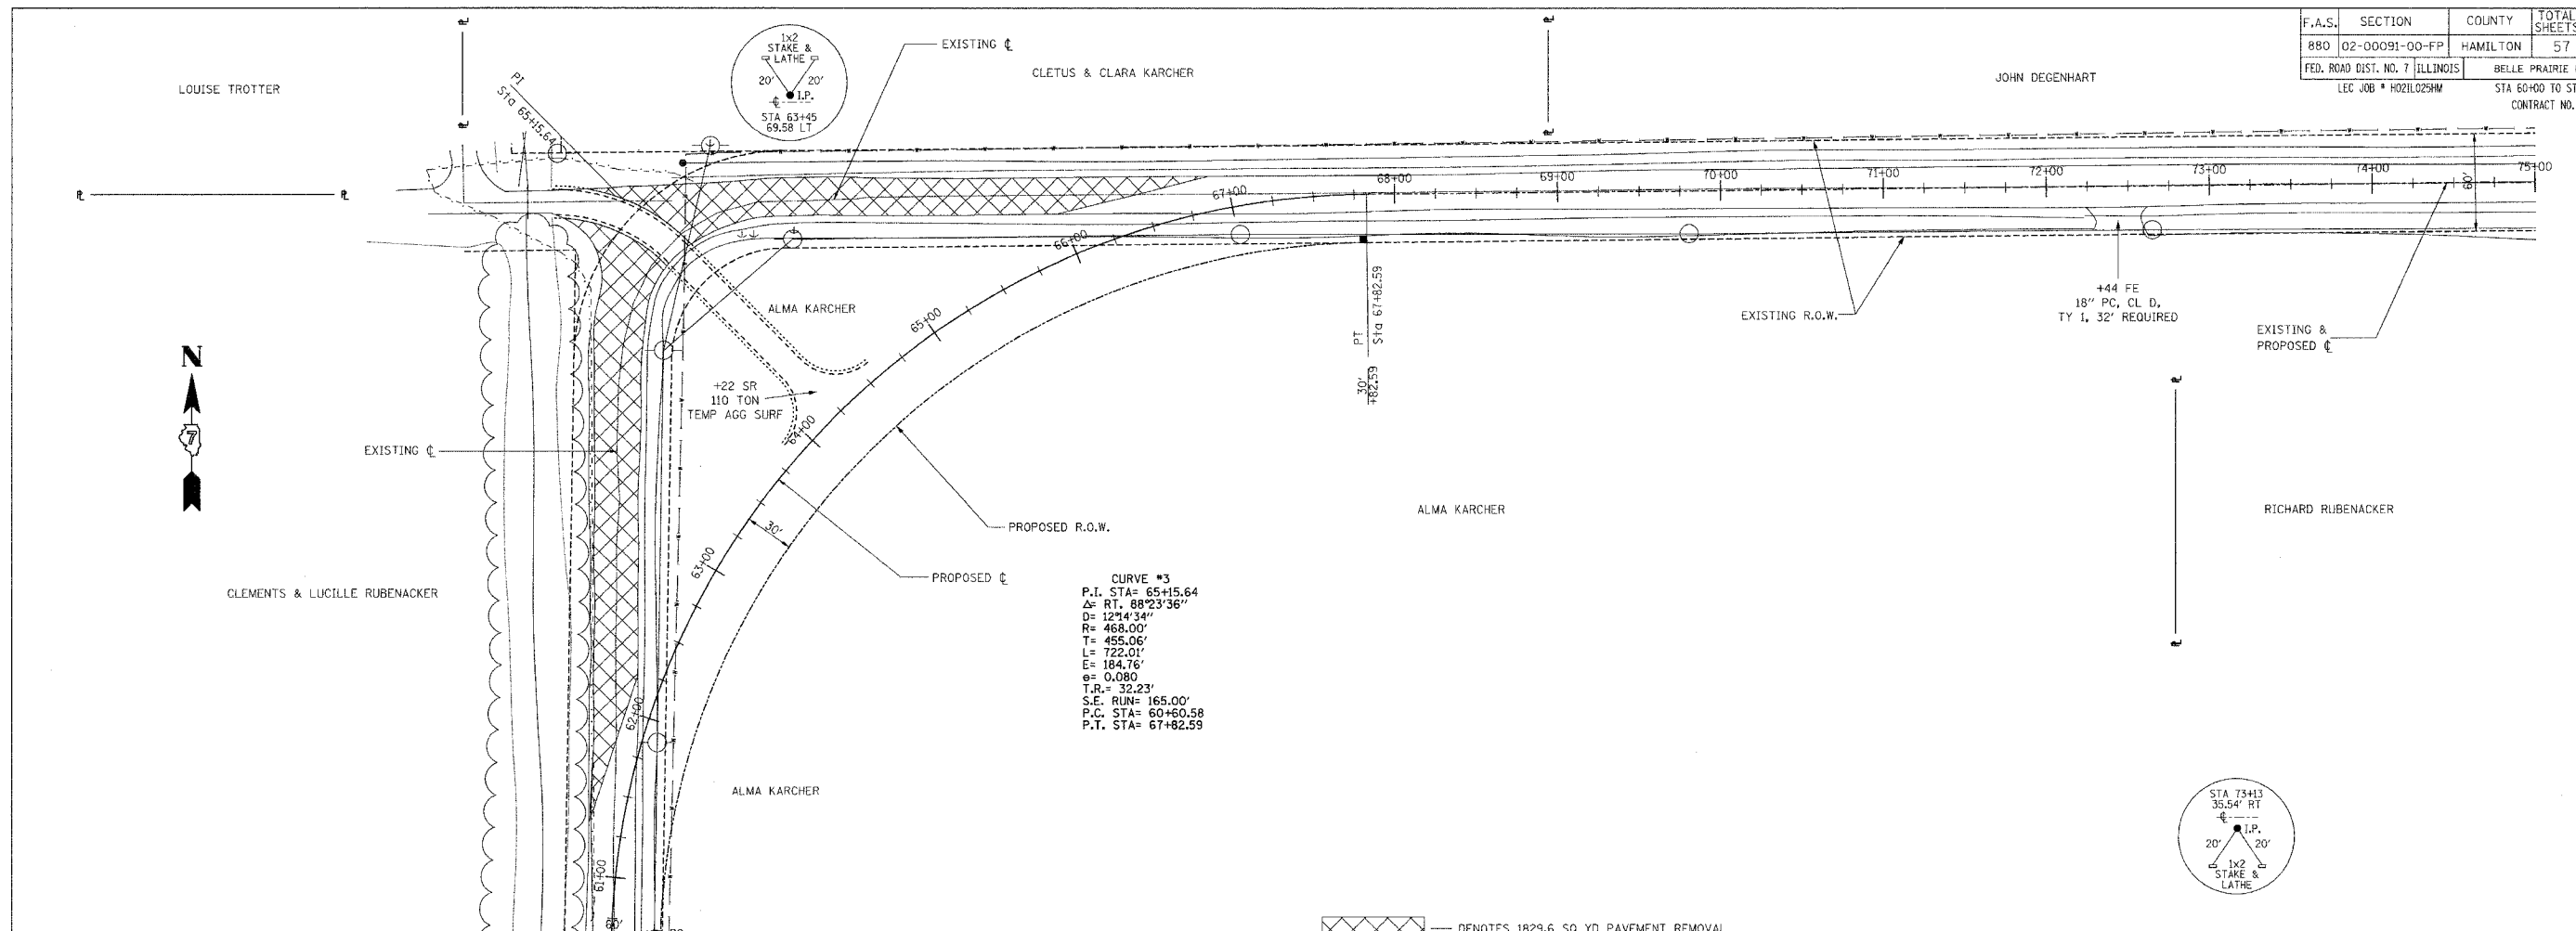 F.A.S. SECTION COUNTY TOTAL SHEETS
880 02-00091-00-FP HAMILTON 57
FED. ROAD DIST. NO. 7 ILLINOIS BELLE PRAIRIE
LEC JOB # H02IL025HM STA 60+00 TO ST
CONTRACT NO.
LOUISE TROTTER
PI
Sta 65+15.64
1x2
STAKE &
LATHE
20' 20'
I.P.
℄
STA 63+45
69.58 LT
EXISTING ℄
CLETUS & CLARA KARCHER
JOHN DEGENHART
67+00
68+00
69+00
70+00
71+00
72+00
73+00
74+00
75+00
60'
66+00
65+00
64+00
63+00
62+00
61+00
ALMA KARCHER
PT
Sta 67+82.59
30'
+82.59
EXISTING R.O.W.
+44 FE
18" PC, CL D,
TY 1, 32' REQUIRED
EXISTING &
PROPOSED ℄
N
7
+22 SR
110 TON
TEMP AGG SURF
EXISTING ℄
30'
PROPOSED R.O.W.
ALMA KARCHER
RICHARD RUBENACKER
PROPOSED ℄
CLEMENTS & LUCILLE RUBENACKER
CURVE #3
P.I. STA= 65+15.64
Δ= RT. 88°23'36"
D= 12°14'34"
R= 468.00'
T= 455.06'
L= 722.01'
E= 184.76'
e= 0.080
T.R.= 32.23'
S.E. RUN= 165.00'
P.C. STA= 60+60.58
P.T. STA= 67+82.59
ALMA KARCHER
STA 73+13
35.54' RT
℄
I.P.
20' 20'
1x2
STAKE &
LATHE
DENOTES 1829.6 SQ YD PAVEMENT REMOVAL